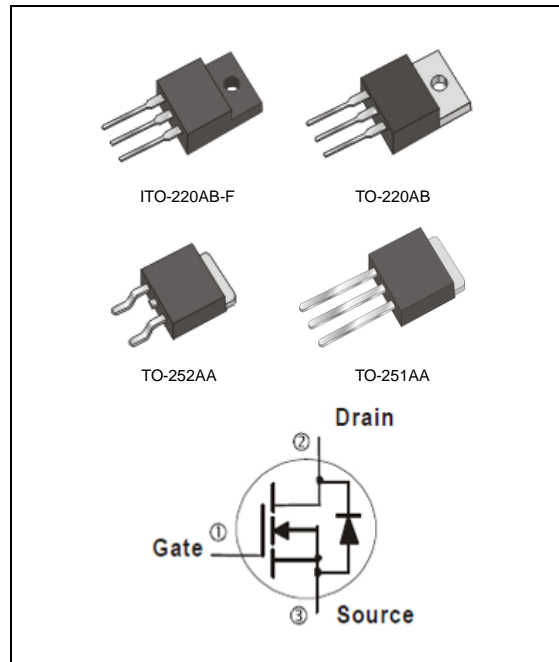 ITO-220AB-F
TO-220AB
TO-252AA
TO-251AA
Drain
②
①
Gate
③
Source